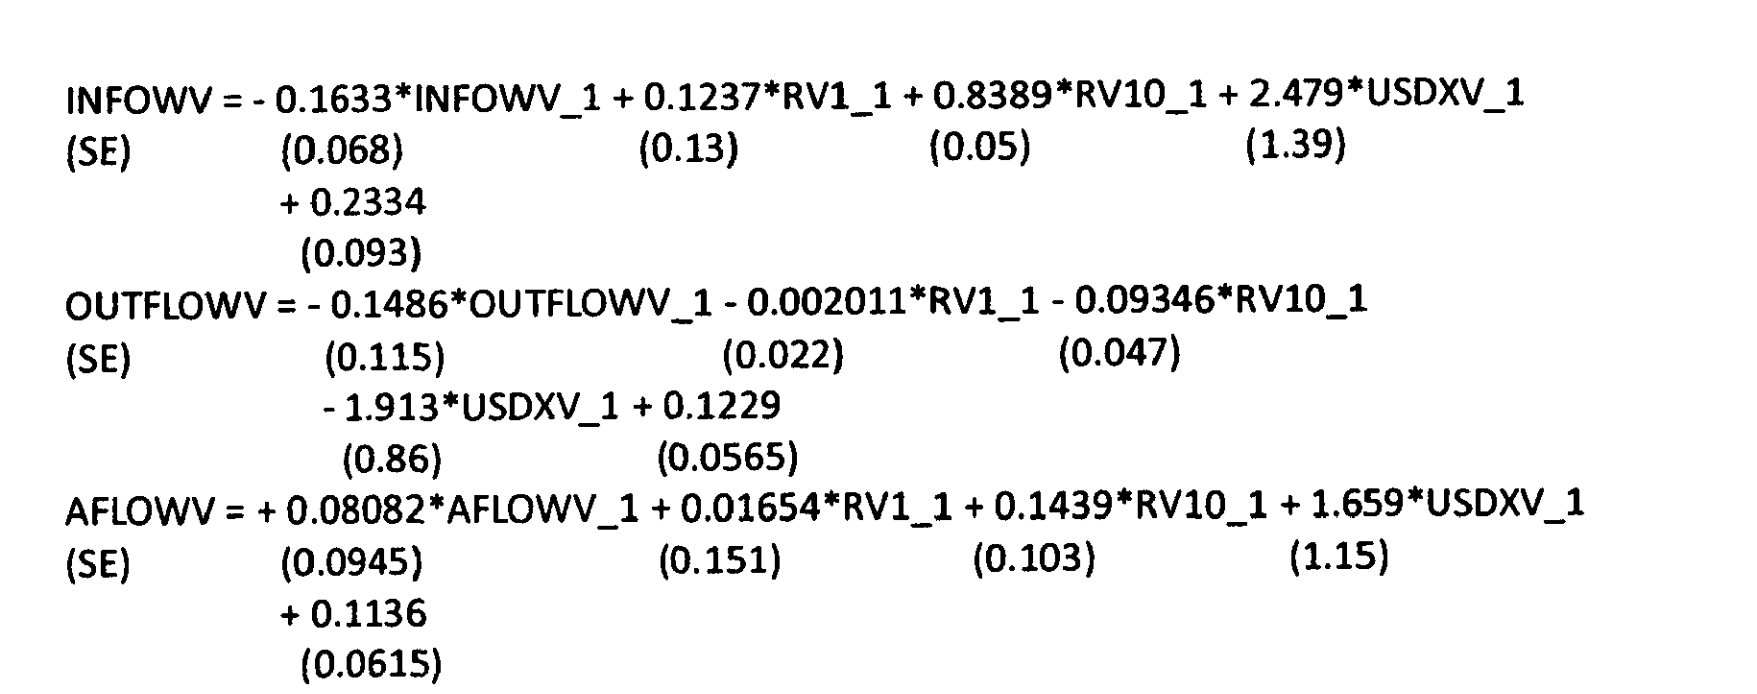 INFOWV = - 0.1633*INFOWV_1 + 0.1237*RV1_1 + 0.8389*RV10_1 + 2.479*USDXV_1
(SE) (0.068) (0.13) (0.05) (1.39)
+ 0.2334
(0.093)
OUTFLOWV = - 0.1486*OUTFLOWV_1 - 0.002011*RV1_1 - 0.09346*RV10_1
(SE) (0.115) (0.022) (0.047)
- 1.913*USDXV_1 + 0.1229
(0.86) (0.0565)
AFLOWV = + 0.08082*AFLOWV_1 + 0.01654*RV1_1 + 0.1439*RV10_1 + 1.659*USDXV_1
(SE) (0.0945) (0.151) (0.103) (1.15)
+ 0.1136
(0.0615)